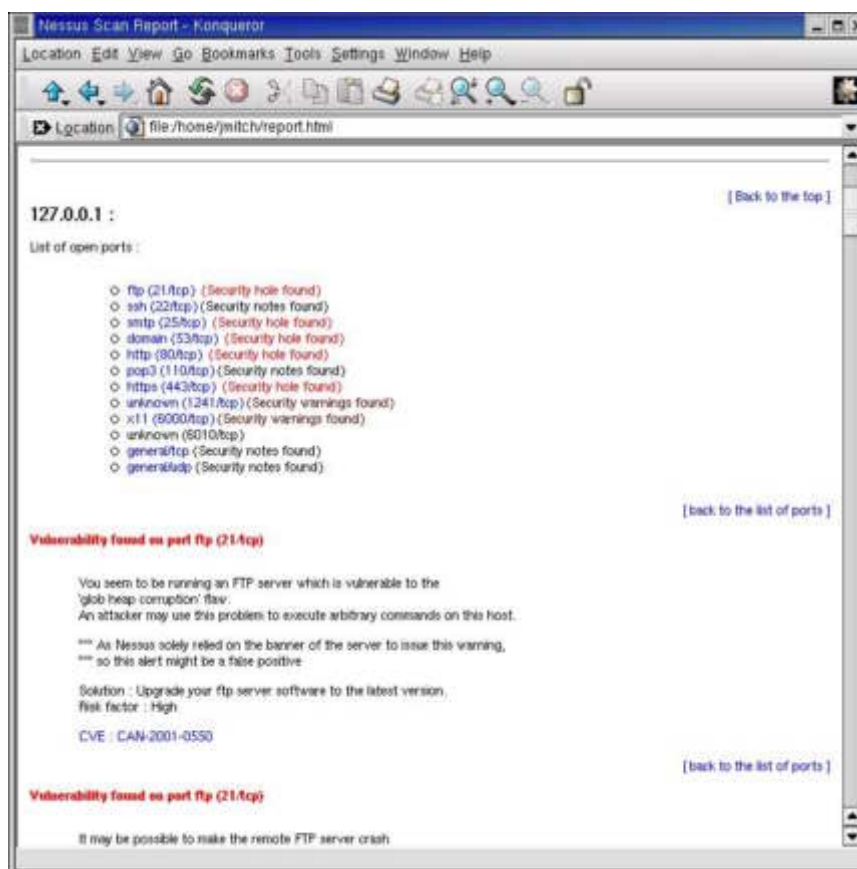 Nessus Scan Report - Konqueror
Location Edit View Go Bookmarks Tools Settings Window Help
Location file:/home/jmitch/report.html
[ Back to the top ]
127.0.0.1 :
List of open ports :
ftp (21/tcp) (Security hole found)
ssh (22/tcp) (Security notes found)
smtp (25/tcp) (Security hole found)
domain (53/tcp) (Security hole found)
http (80/tcp) (Security hole found)
pop3 (110/tcp) (Security notes found)
https (443/tcp) (Security hole found)
unknown (1241/tcp) (Security warnings found)
x11 (6000/tcp) (Security warnings found)
unknown (6010/tcp)
general/tcp (Security notes found)
general/udp (Security notes found)
[ back to the list of ports ]
Vulnerability found on port ftp (21/tcp)
You seem to be running an FTP server which is vulnerable to the
'glob heap corruption' flaw.
An attacker may use this problem to execute arbitrary commands on this host.
*** As Nessus solely relied on the banner of the server to issue this warning,
*** so this alert might be a false positive
Solution : Upgrade your ftp server software to the latest version.
Risk factor : High
CVE : CAN-2001-0550
[ back to the list of ports ]
Vulnerability found on port ftp (21/tcp)
It may be possible to make the remote FTP server crash